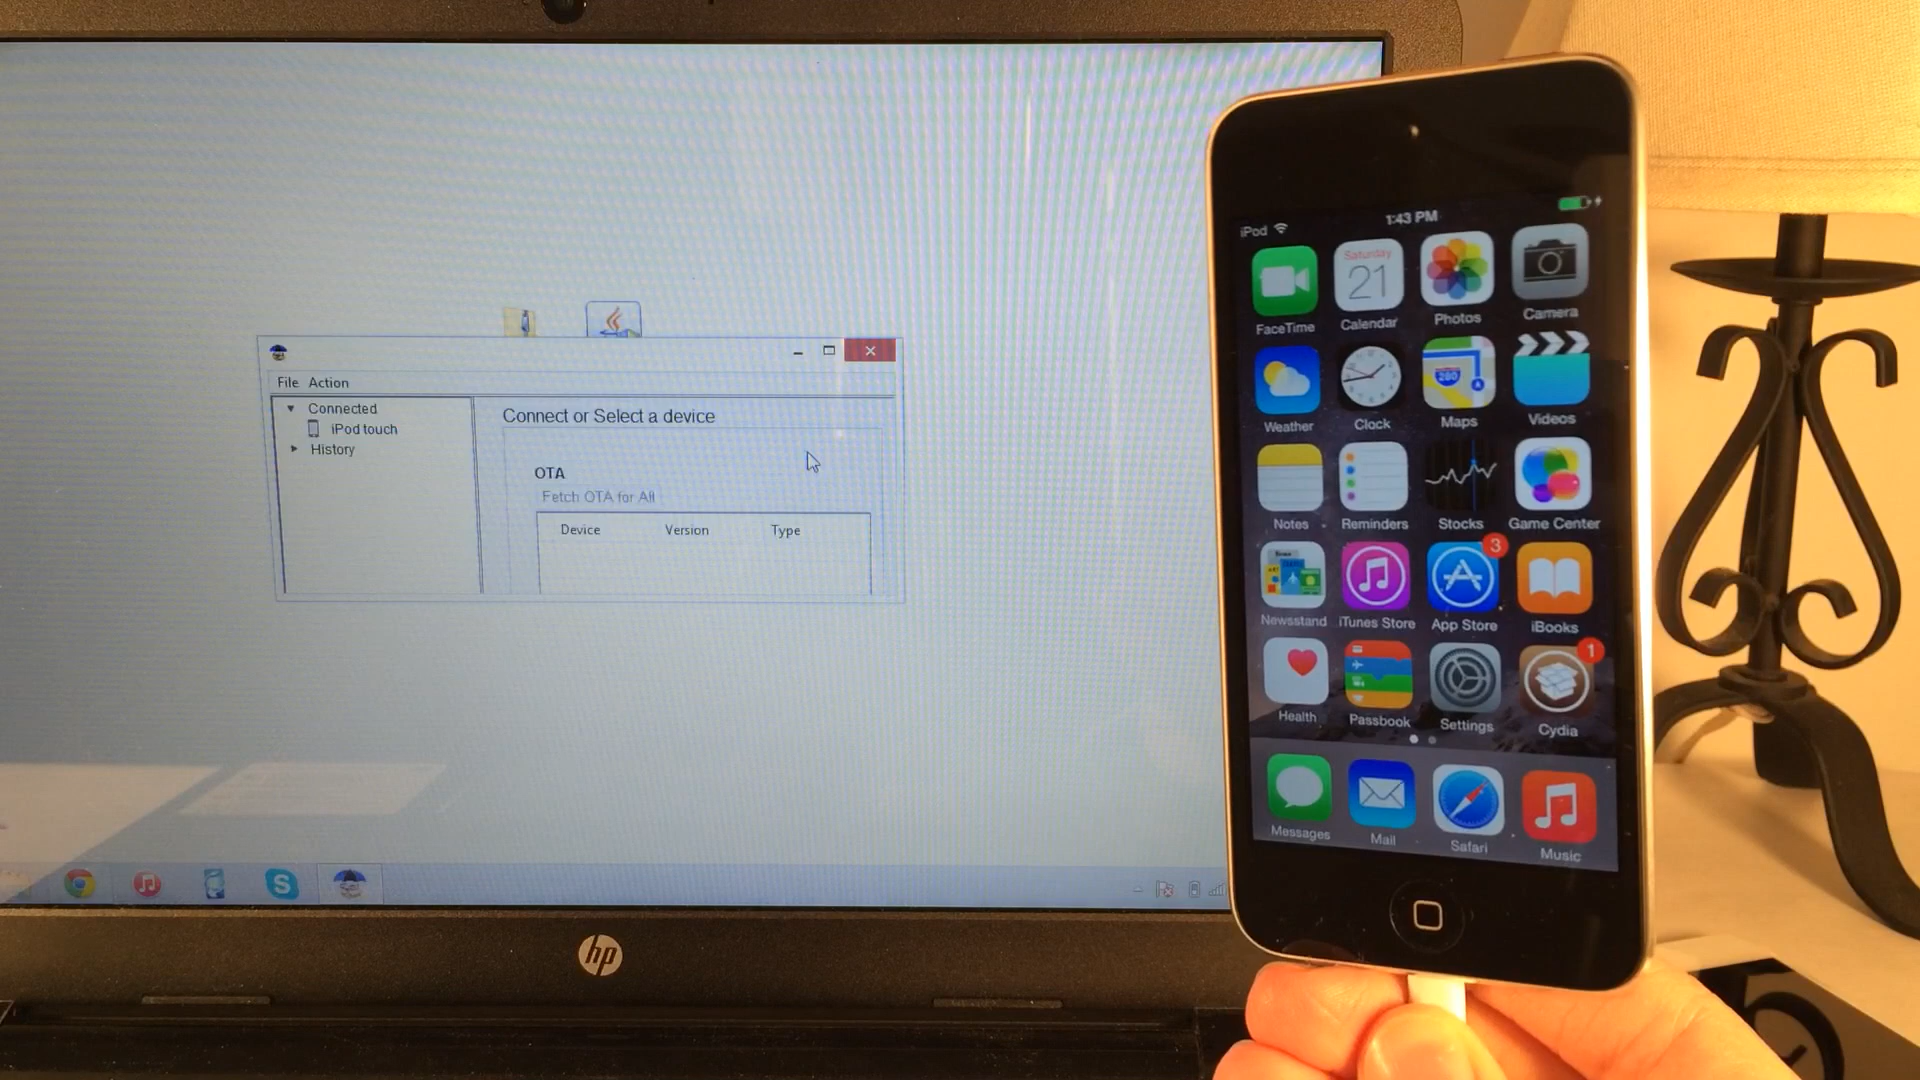 File Action
Connected
iPod touch
History
Connect or Select a device
OTA
Fetch OTA for All
Device Version Type
S
hp
iPod 1:43 PM
Saturday
21
FaceTime Calendar Photos Camera
280
Weather Clock Maps Videos
Notes Reminders Stocks Game Center
3
Newsstand iTunes Store App Store iBooks
1
Health Passbook Settings Cydia
Messages Mail Safari Music